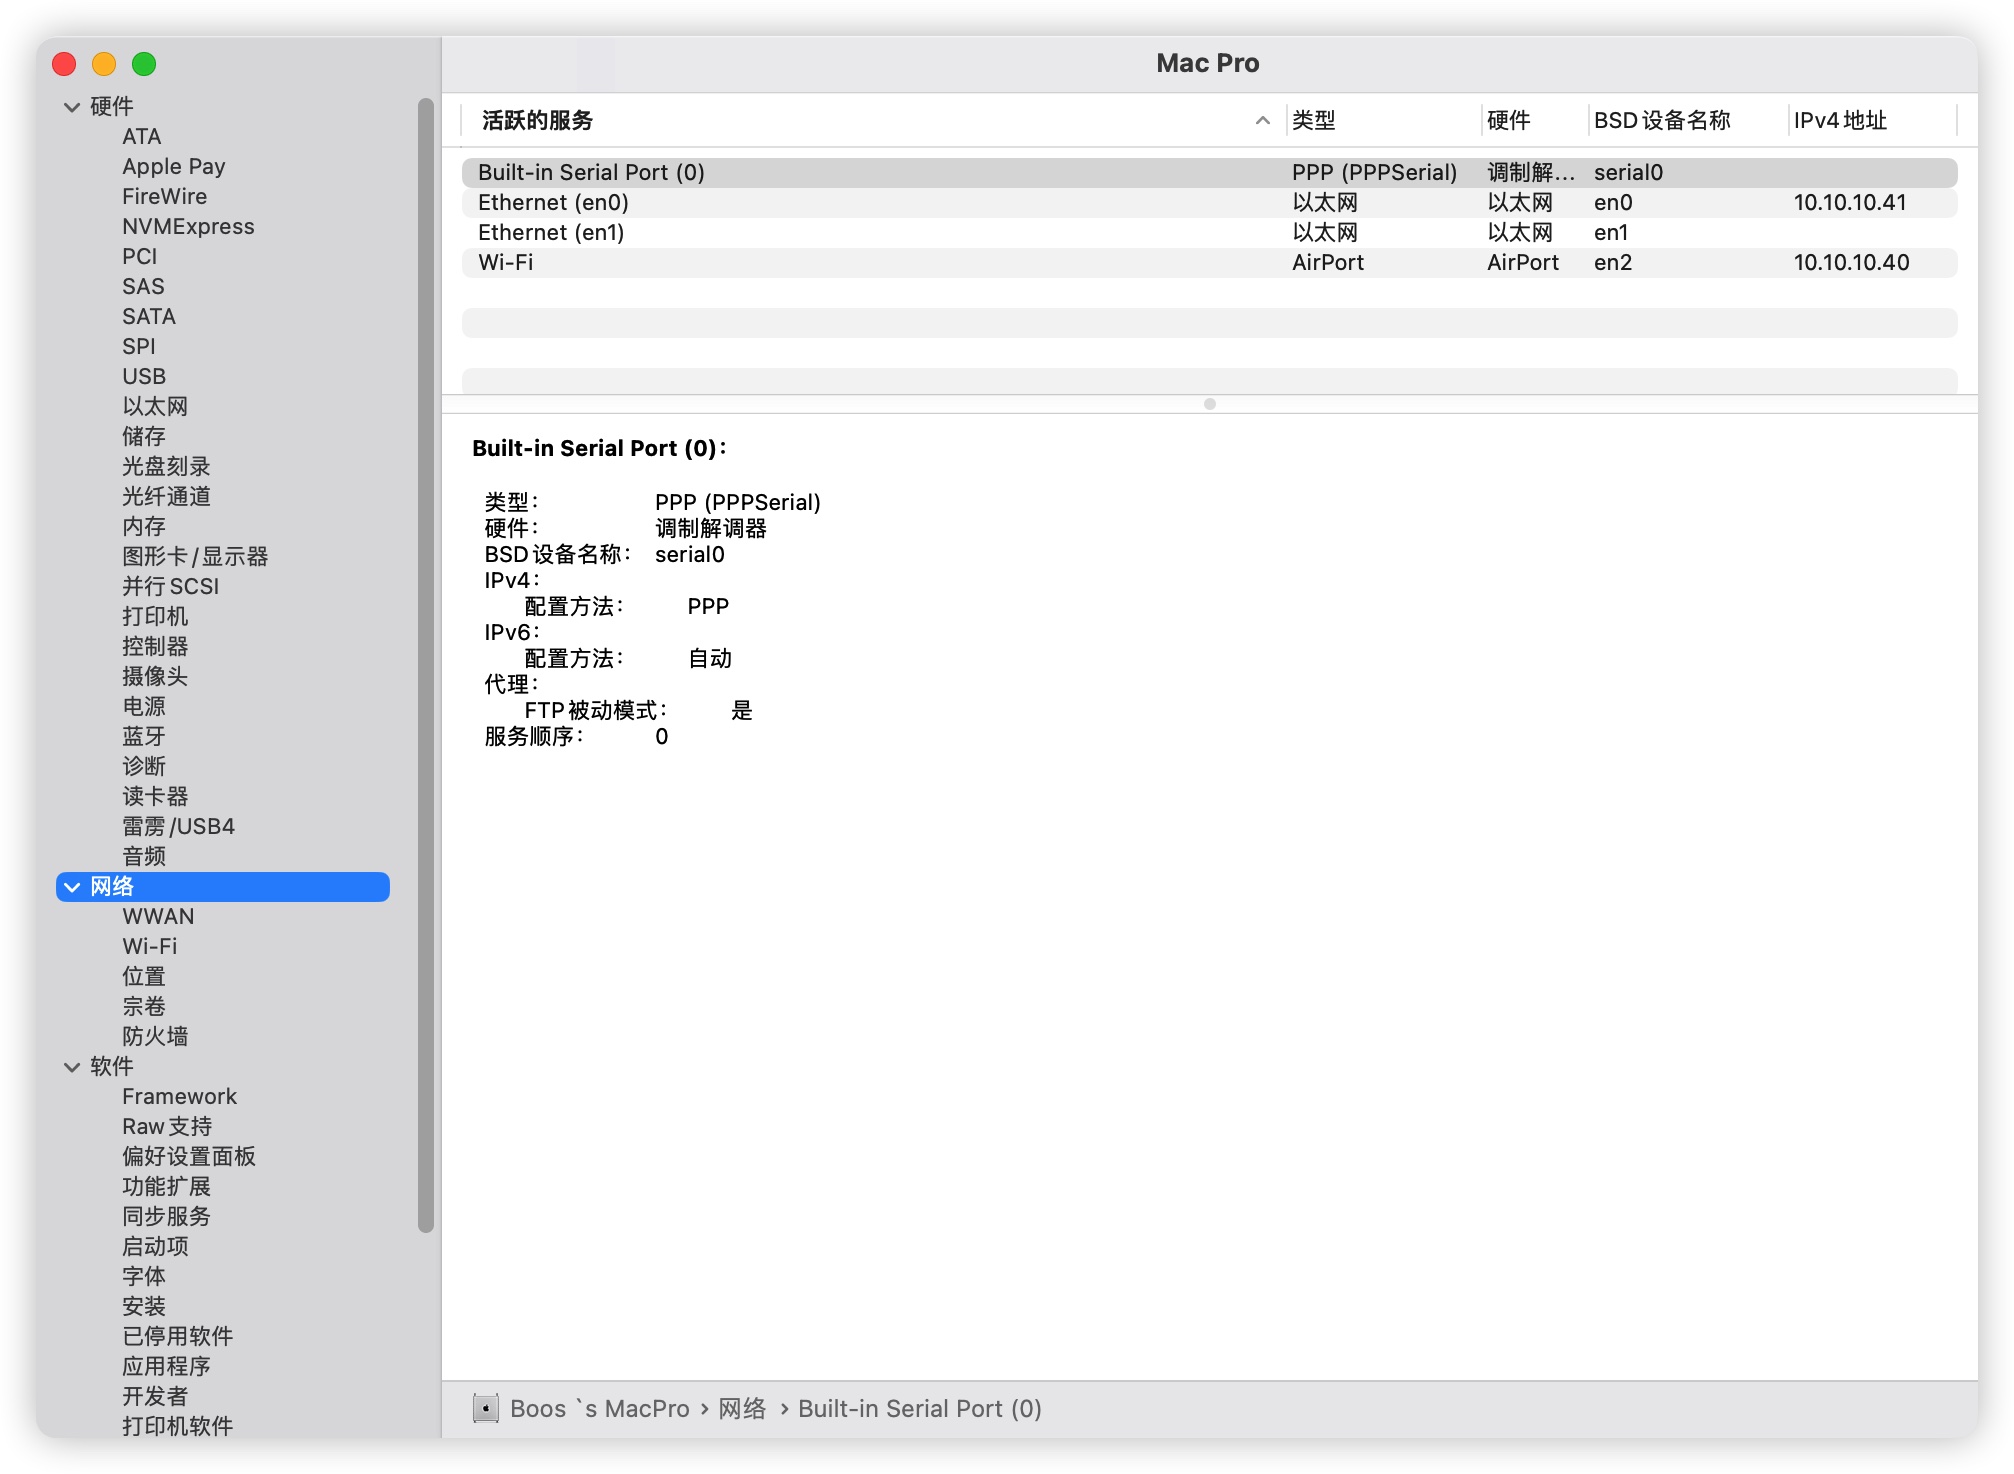 Mac Pro
硬件
ATA
Apple Pay
FireWire
NVMExpress
PCI
SAS
SATA
SPI
USB
以太网
储存
光盘刻录
光纤通道
内存
图形卡/显示器
并行SCSI
打印机
控制器
摄像头
电源
蓝牙
诊断
读卡器
雷雳/USB4
音频
网络
WWAN
Wi-Fi
位置
宗卷
防火墙
软件
Framework
Raw支持
偏好设置面板
功能扩展
同步服务
启动项
字体
安装
已停用软件
应用程序
开发者
打印机软件
活跃的服务 类型 硬件 BSD设备名称 IPv4地址
Built-in Serial Port (0) PPP (PPPSerial) 调制解… serial0
Ethernet (en0) 以太网 以太网 en0 10.10.10.41
Ethernet (en1) 以太网 以太网 en1
Wi-Fi AirPort AirPort en2 10.10.10.40
Built-in Serial Port (0)：
类型： PPP (PPPSerial)
硬件： 调制解调器
BSD设备名称： serial0
IPv4：
配置方法： PPP
IPv6：
配置方法： 自动
代理：
FTP被动模式： 是
服务顺序： 0
Boos `s MacPro › 网络 › Built-in Serial Port (0)